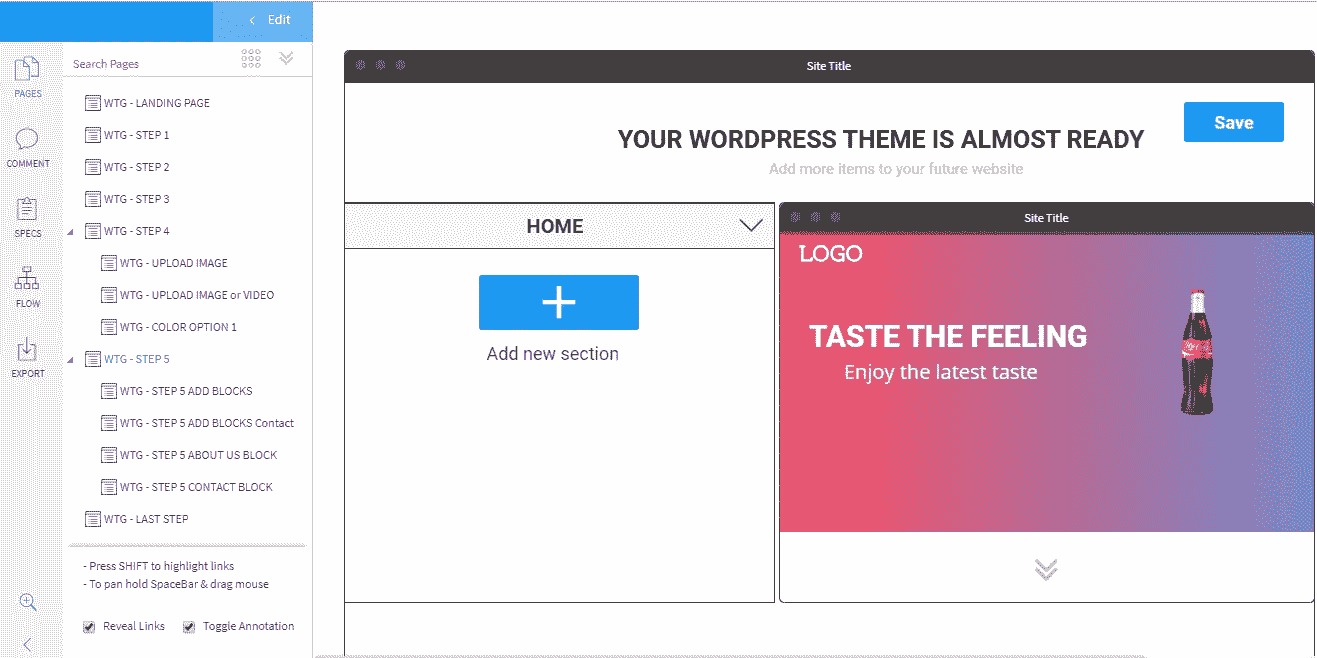 Edit
PAGES
COMMENT
SPECS
FLOW
EXPORT
Search Pages
WTG - LANDING PAGE
WTG - STEP 1
WTG - STEP 2
WTG - STEP 3
WTG - STEP 4
WTG - UPLOAD IMAGE
WTG - UPLOAD IMAGE or VIDEO
WTG - COLOR OPTION 1
WTG - STEP 5
WTG - STEP 5 ADD BLOCKS
WTG - STEP 5 ADD BLOCKS Contact
WTG - STEP 5 ABOUT US BLOCK
WTG - STEP 5 CONTACT BLOCK
WTG - LAST STEP
- Press SHIFT to highlight links
- To pan hold SpaceBar & drag mouse
Reveal Links
Toggle Annotation
Site Title
YOUR WORDPRESS THEME IS ALMOST READY
Add more items to your future website
Save
HOME
Add new section
Site Title
LOGO
TASTE THE FEELING
Enjoy the latest taste